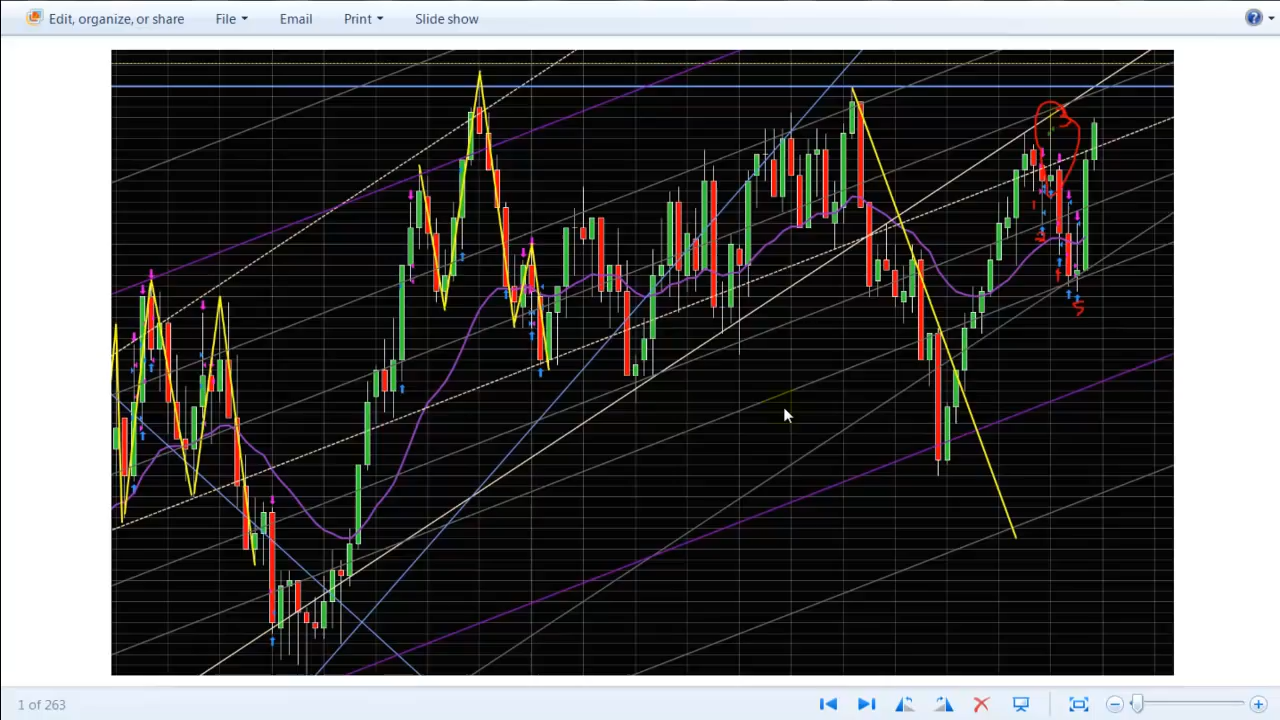 Edit, organize, or share File Email Print Slide show
1 of 263